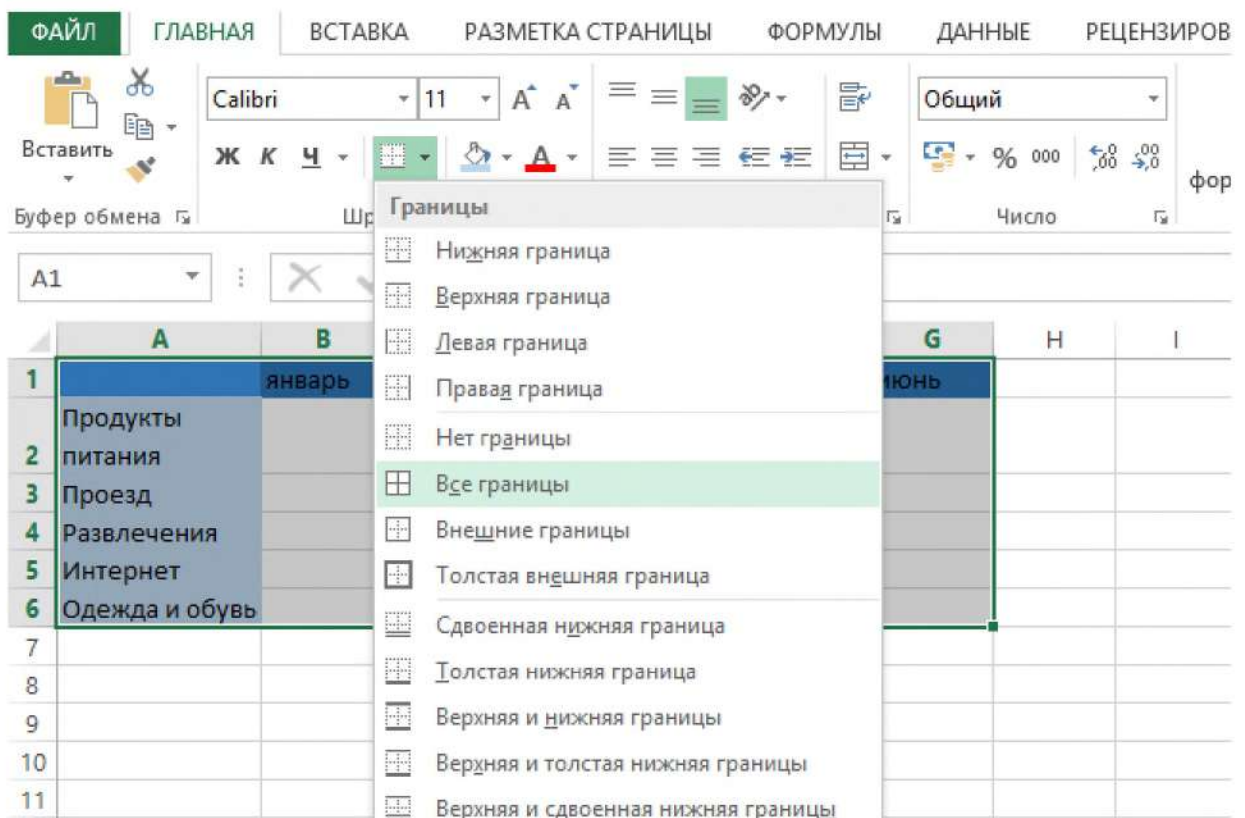 ФАЙЛ ГЛАВНАЯ ВСТАВКА РАЗМЕТКА СТРАНИЦЫ ФОРМУЛЫ ДАННЫЕ РЕЦЕНЗИРОВ
Calibri 11 А А Общий
Вставить Ж К Ч А % 000 ,00 ,0
фор
Буфер обмена Шр Число
Границы
A1
Нижняя граница
Верхняя граница
Левая граница
Правая граница
Нет границы
Все границы
Внешние границы
Толстая внешняя граница
Сдвоенная нижняя граница
Толстая нижняя граница
Верхняя и нижняя границы
Верхняя и толстая нижняя границы
Верхняя и сдвоенная нижняя границы
A B G H I
1 январь июнь
Продукты
2 питания
3 Проезд
4 Развлечения
5 Интернет
6 Одежда и обувь
7
8
9
10
11